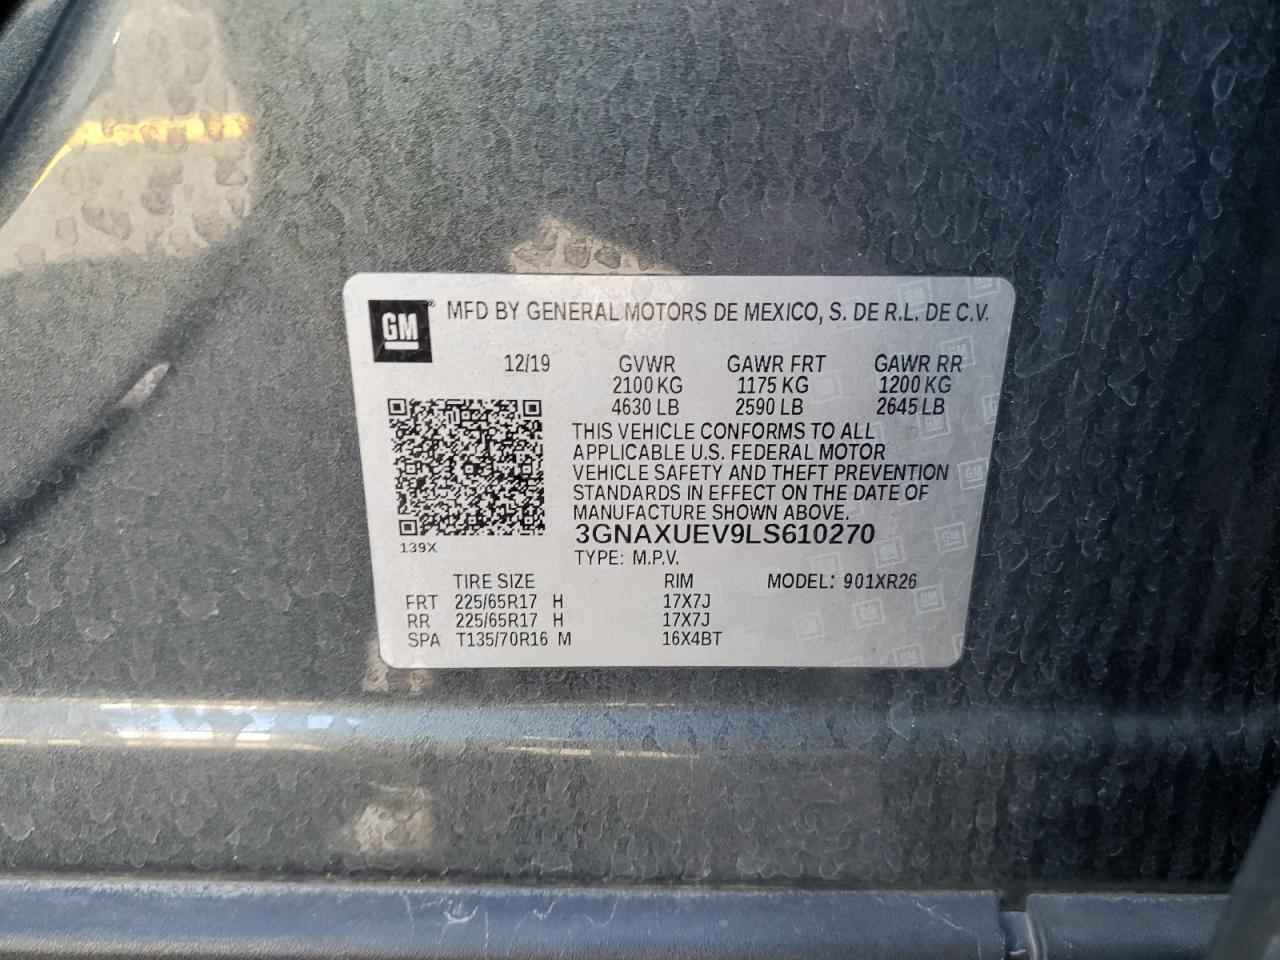 GM ® MFD BY GENERAL MOTORS DE MEXICO, S. DE R.L. DE C.V.
12/19 GVWR GAWR FRT GAWR RR
2100 KG 1175 KG 1200 KG
4630 LB 2590 LB 2645 LB
THIS VEHICLE CONFORMS TO ALL
APPLICABLE U.S. FEDERAL MOTOR
VEHICLE SAFETY AND THEFT PREVENTION
STANDARDS IN EFFECT ON THE DATE OF
MANUFACTURE SHOWN ABOVE.
139X
3GNAXUEV9LS610270
TYPE: M.P.V.
TIRE SIZE RIM MODEL: 901XR26
FRT 225/65R17 H 17X7J
RR 225/65R17 H 17X7J
SPA T135/70R16 M 16X4BT